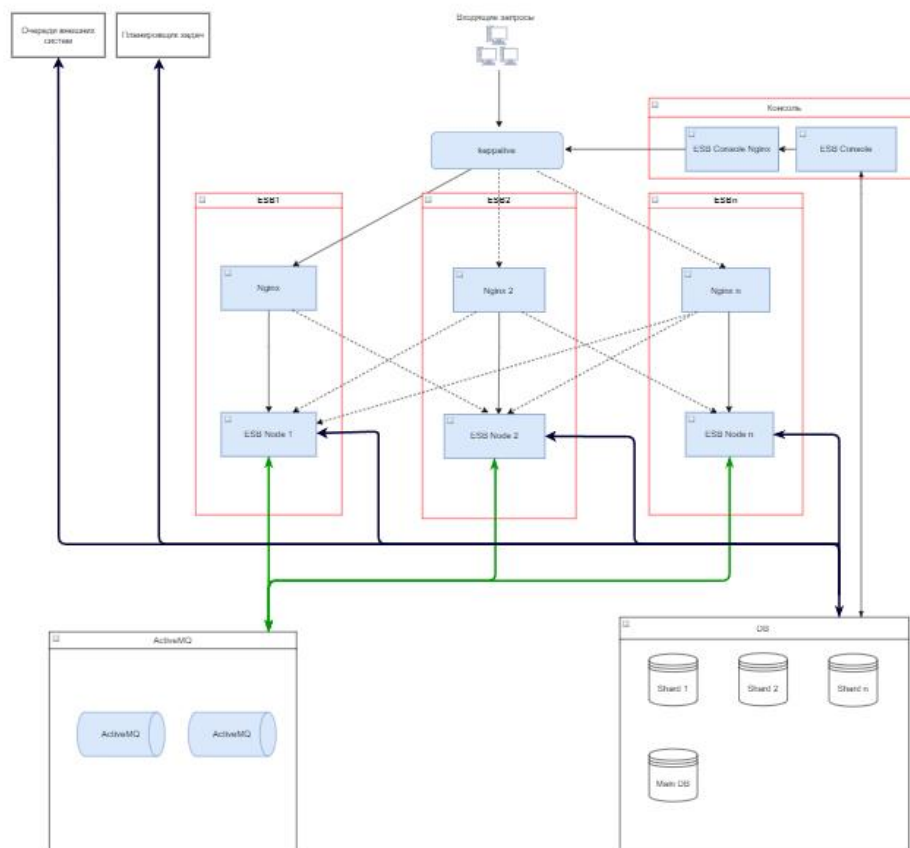 Входящие запросы
Очереди внешних
систем
Планировщик задач
Консоль
keppalive
ESB Console Nginx
ESB Console
ESB1
ESB2
ESBn
Nginx
Nginx 2
Nginx n
ESB Node 1
ESB Node 2
ESB Node n
ActiveMQ
DB
Shard 1
Shard 2
Shard n
ActiveMQ
ActiveMQ
Main DB